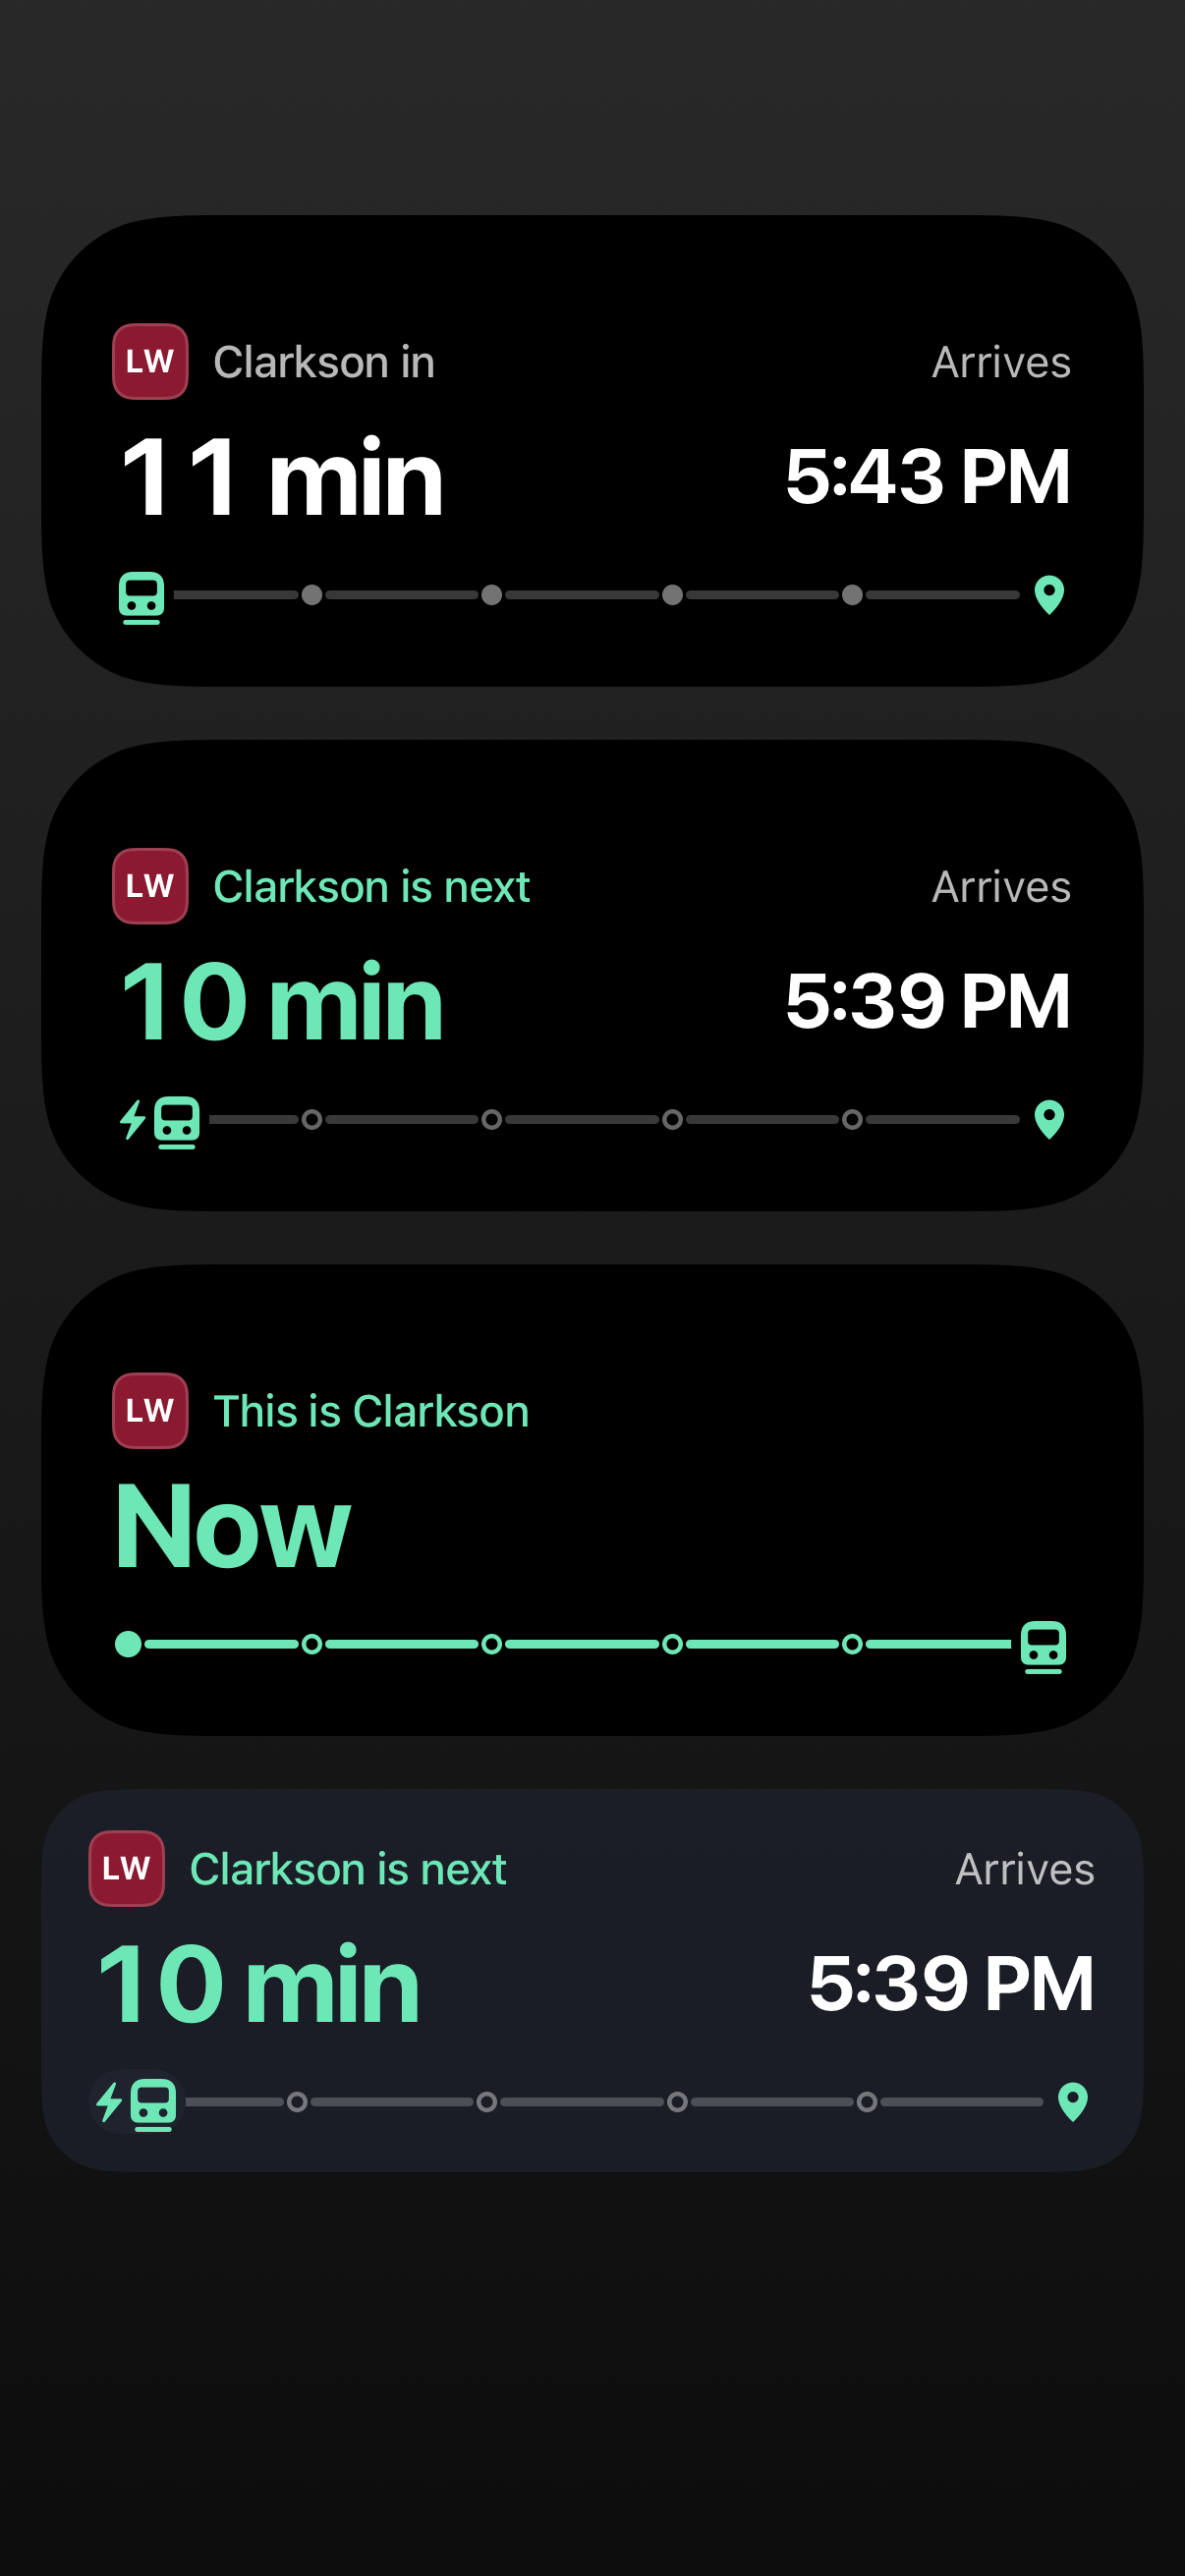 LW Clarkson in Arrives
11 min 5:43 PM
LW Clarkson is next Arrives
10 min 5:39 PM
LW This is Clarkson
Now
LW Clarkson is next Arrives
10 min 5:39 PM